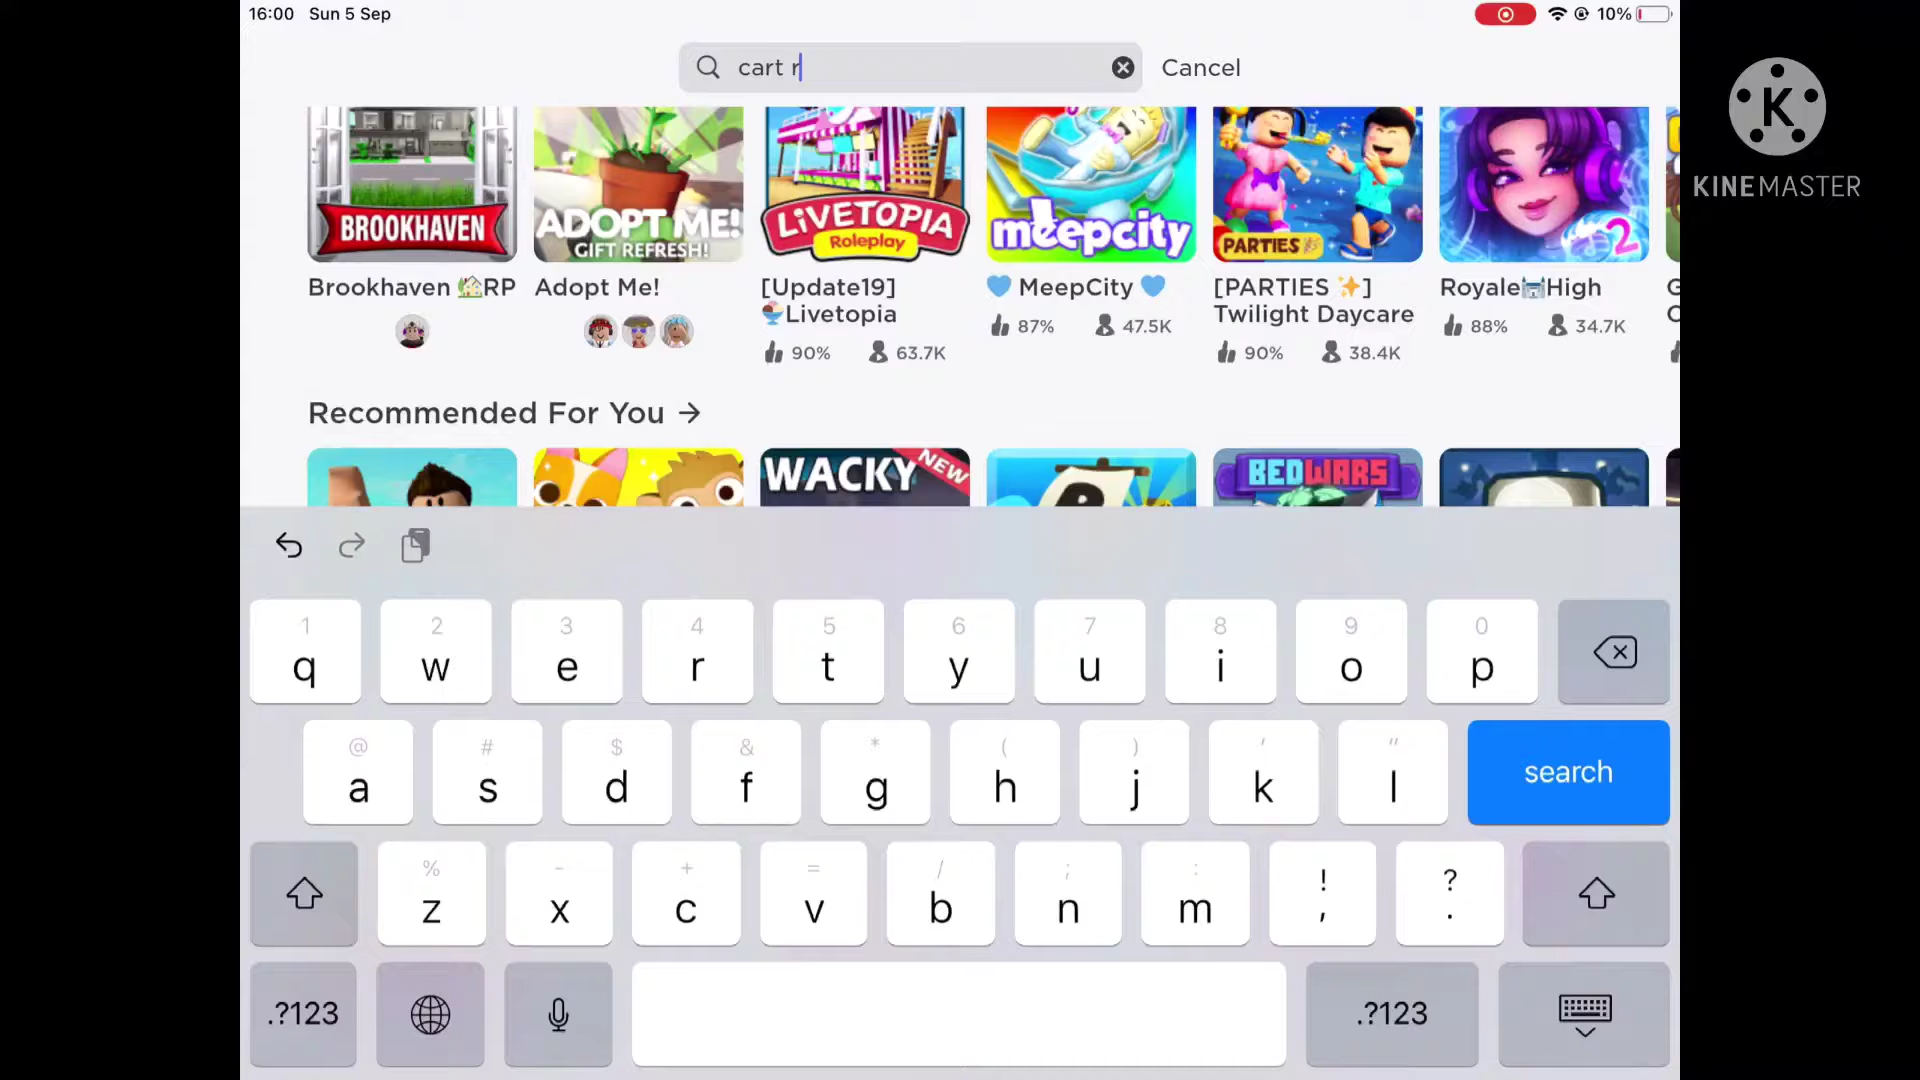 16:00 Sun 5 Sep
10%
cart r
Cancel
K
KINEMASTER
BROOKHAVEN
ADOPT ME!
GIFT REFRESH!
LIVETOPIA
Roleplay
meepcity
PARTIES
2
Brookhaven 🏡RP
Adopt Me!
[Update19]
🍨Livetopia
90% 63.7K
💙 MeepCity 💙
87% 47.5K
[PARTIES ✨]
Twilight Daycare
90% 38.4K
Royale🏰High
88% 34.7K
Recommended For You →
WACKY
NEW
BEDWARS
1 2 3 4 5 6 7 8 9 0
q w e r t y u i o p
@ # $ & * ( ) ' "
a s d f g h j k l search
% - + = / ; : ! ?
z x c v b n m , .
.?123 .?123